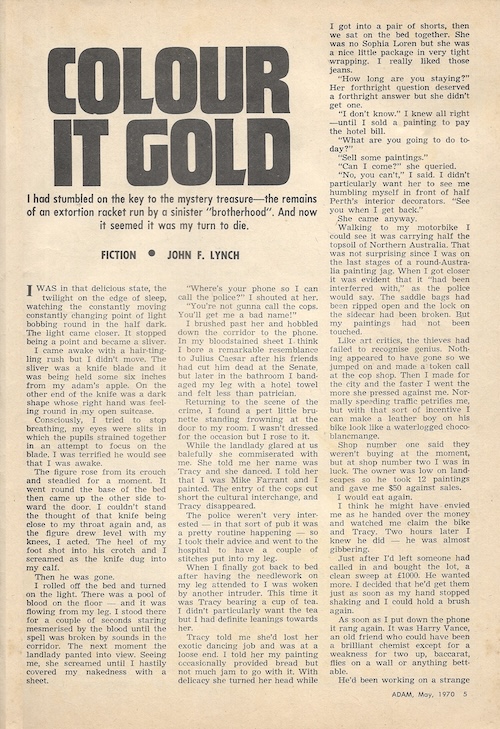 COLOUR
IT GOLD
I had stumbled on the key to the mystery treasure—the remains
of an extortion racket run by a sinister "brotherhood". And now
it seemed it was my turn to die.
FICTION ● JOHN F. LYNCH
I WAS in that delicious state, the
twilight on the edge of sleep,
watching the constantly moving
constantly changing point of light
bobbing round in the half dark.
The light came closer. It stopped
being a point and became a sliver.
I came awake with a hair-ting-
ling rush but I didn't move. The
sliver was a knife blade and it
was being held some six inches
from my adam's apple. On the
other end of the knife was a dark
shape whose right hand was feel-
ing round in my open suitcase.
Consciously, I tried to stop
breathing, my eyes were slits in
which the pupils strained together
in an attempt to focus on the
blade. I was terrified he would see
that I was awake.
The figure rose from its crouch
and steadied for a moment. It
went round the base of the bed
then came up the other side to-
ward the door. I couldn't stand
the thought of that knife being
close to my throat again and, as
the figure drew level with my
knees, I acted. The heel of my
foot shot into his crotch and I
screamed as the knife dug into
my calf.
Then he was gone.
I rolled off the bed and turned
on the light. There was a pool of
blood on the floor — and it was
flowing from my leg. I stood there
for a couple of seconds staring
mesmerised by the blood until the
spell was broken by sounds in the
corridor. The next moment the
landlady panted into view. Seeing
me, she screamed until I hastily
covered my nakedness with a
sheet.
"Where's your phone so I can
call the police?" I shouted at her.
"You're not gunna call the cops.
You'll get me a bad name!"
I brushed past her and hobbled
down the corridor to the phone.
In my bloodstained sheet I think
I bore a remarkable resemblance
to Julius Caesar after his friends
had cut him dead at the Senate,
but later in the bathroom I band-
aged my leg with a hotel towel
and felt less than patrician.
Returning to the scene of the
crime, I found a pert little bru-
nette standing frowning at the
door to my room. I wasn't dressed
for the occasion but I rose to it.
While the landlady glared at us
balefully she commiserated with
me. She told me her name was
Tracy and she danced. I told her
that I was Mike Farrant and I
painted. The entry of the cops cut
short the cultural interchange, and
Tracy disappeared.
The policemen weren't very inter-
ested — in that sort of pub it was
a pretty routine happening — so
I took their advice and went to the
hospital to have a couple of
stitches put into my leg.
When I finally got back to bed
after having the needlework on
my leg attended to I was woken
by another intruder. This time it
was Tracy bearing a cup of tea.
I didn't particularly want the tea
but I had definite leanings towards
her.
Tracy told me she'd lost her
exotic dancing job and was at a
loose end. I told her my painting
occasionally provided bread but
not much jam to go with it. With
delicacy she turned her head while
I got into a pair of shorts, then
we sat on the bed together. She
was no Sophia Loren but she was
a nice little package in very tight
wrapping. I really liked those
jeans.
"How long are you staying?"
Her forthright question deserved
a forthright answer but she didn't
get one.
"I don't know." I knew all right
—until I sold a painting to pay
the hotel bill.
"What are you going to do to-
day?"
"Sell some paintings."
"Can I come?" she queried.
"No, you can't," I said. I didn't
particularly want her to see me
humbling myself in front of half
Perth's interior decorators. "See
you when I get back."
She came anyway.
Walking to my motorbike I
could see it was carrying half the
topsoil of Northern Australia. That
was not surprising since I was on
the last stages of a round-Austra-
lia painting jag. When I got closer
it was evident that it "had been
interfered with," as the police
would say. The saddle bags had
been ripped open and the lock on
the sidecar had been broken. But
my paintings had not been
touched.
Like art critics, the thieves had
failed to recognise genius. Noth-
ing appeared to have gone so we
jumped on and made a token call
at the cop shop. Then I made for
the city and the faster I went the
more she pressed against me. Nor-
mally speeding traffic petrifies me,
but with that sort of incentive I
can make a leather boy on his
bike look like a waterlogged choco-
lancmange.
Shop number one said they
weren't buying at the moment,
but at shop number two I was in
luck. The owner was low on land-
scapes so he took 12 paintings
and gave me $50 against sales.
I would eat again.
I think he might have envied
me as he handed over the money
and watched me claim the bike
and Tracy. Two hours later I
knew he did — he was almost
gibbering.
Just after I'd left someone had
called in and bought the lot, a
clean sweep at £1000. He wanted
more. I decided that he'd get them
just as soon as my hand stopped
shaking and I could hold a brush
again.
As soon as I put down the phone
it rang again. It was Harry Vance,
an old friend who could have been
a brilliant chemist except for a
weakness for two up, baccarat,
flies on a wall or anything bett-
able.
He'd been working on a strange
ADAM, May, 1970 5